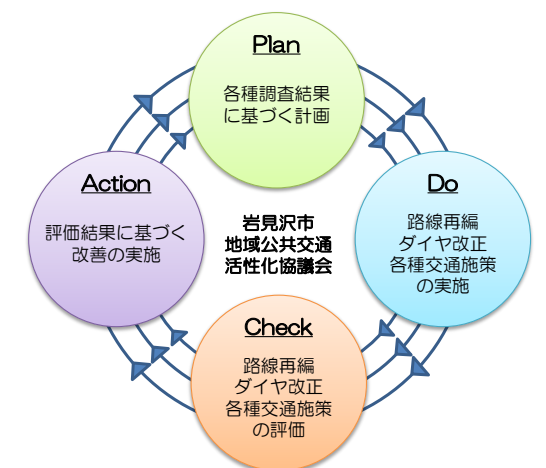 Plan
各種調査結果
に基づく計画
Action
評価結果に基づく
改善の実施
岩見沢市
地域公共交通
活性化協議会
Do
路線再編
ダイヤ改正
各種交通施策
の実施
Check
路線再編
ダイヤ改正
各種交通施策
の評価